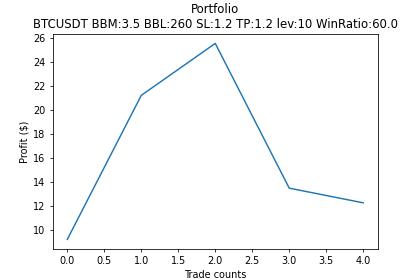 Portfolio
BTCUSDT BBM:3.5 BBL:260 SL:1.2 TP:1.2 lev:10 WinRatio:60.0
26
24
22
20
18
16
14
12
10
Profit ($)
0.0 0.5 1.0 1.5 2.0 2.5 3.0 3.5 4.0
Trade counts